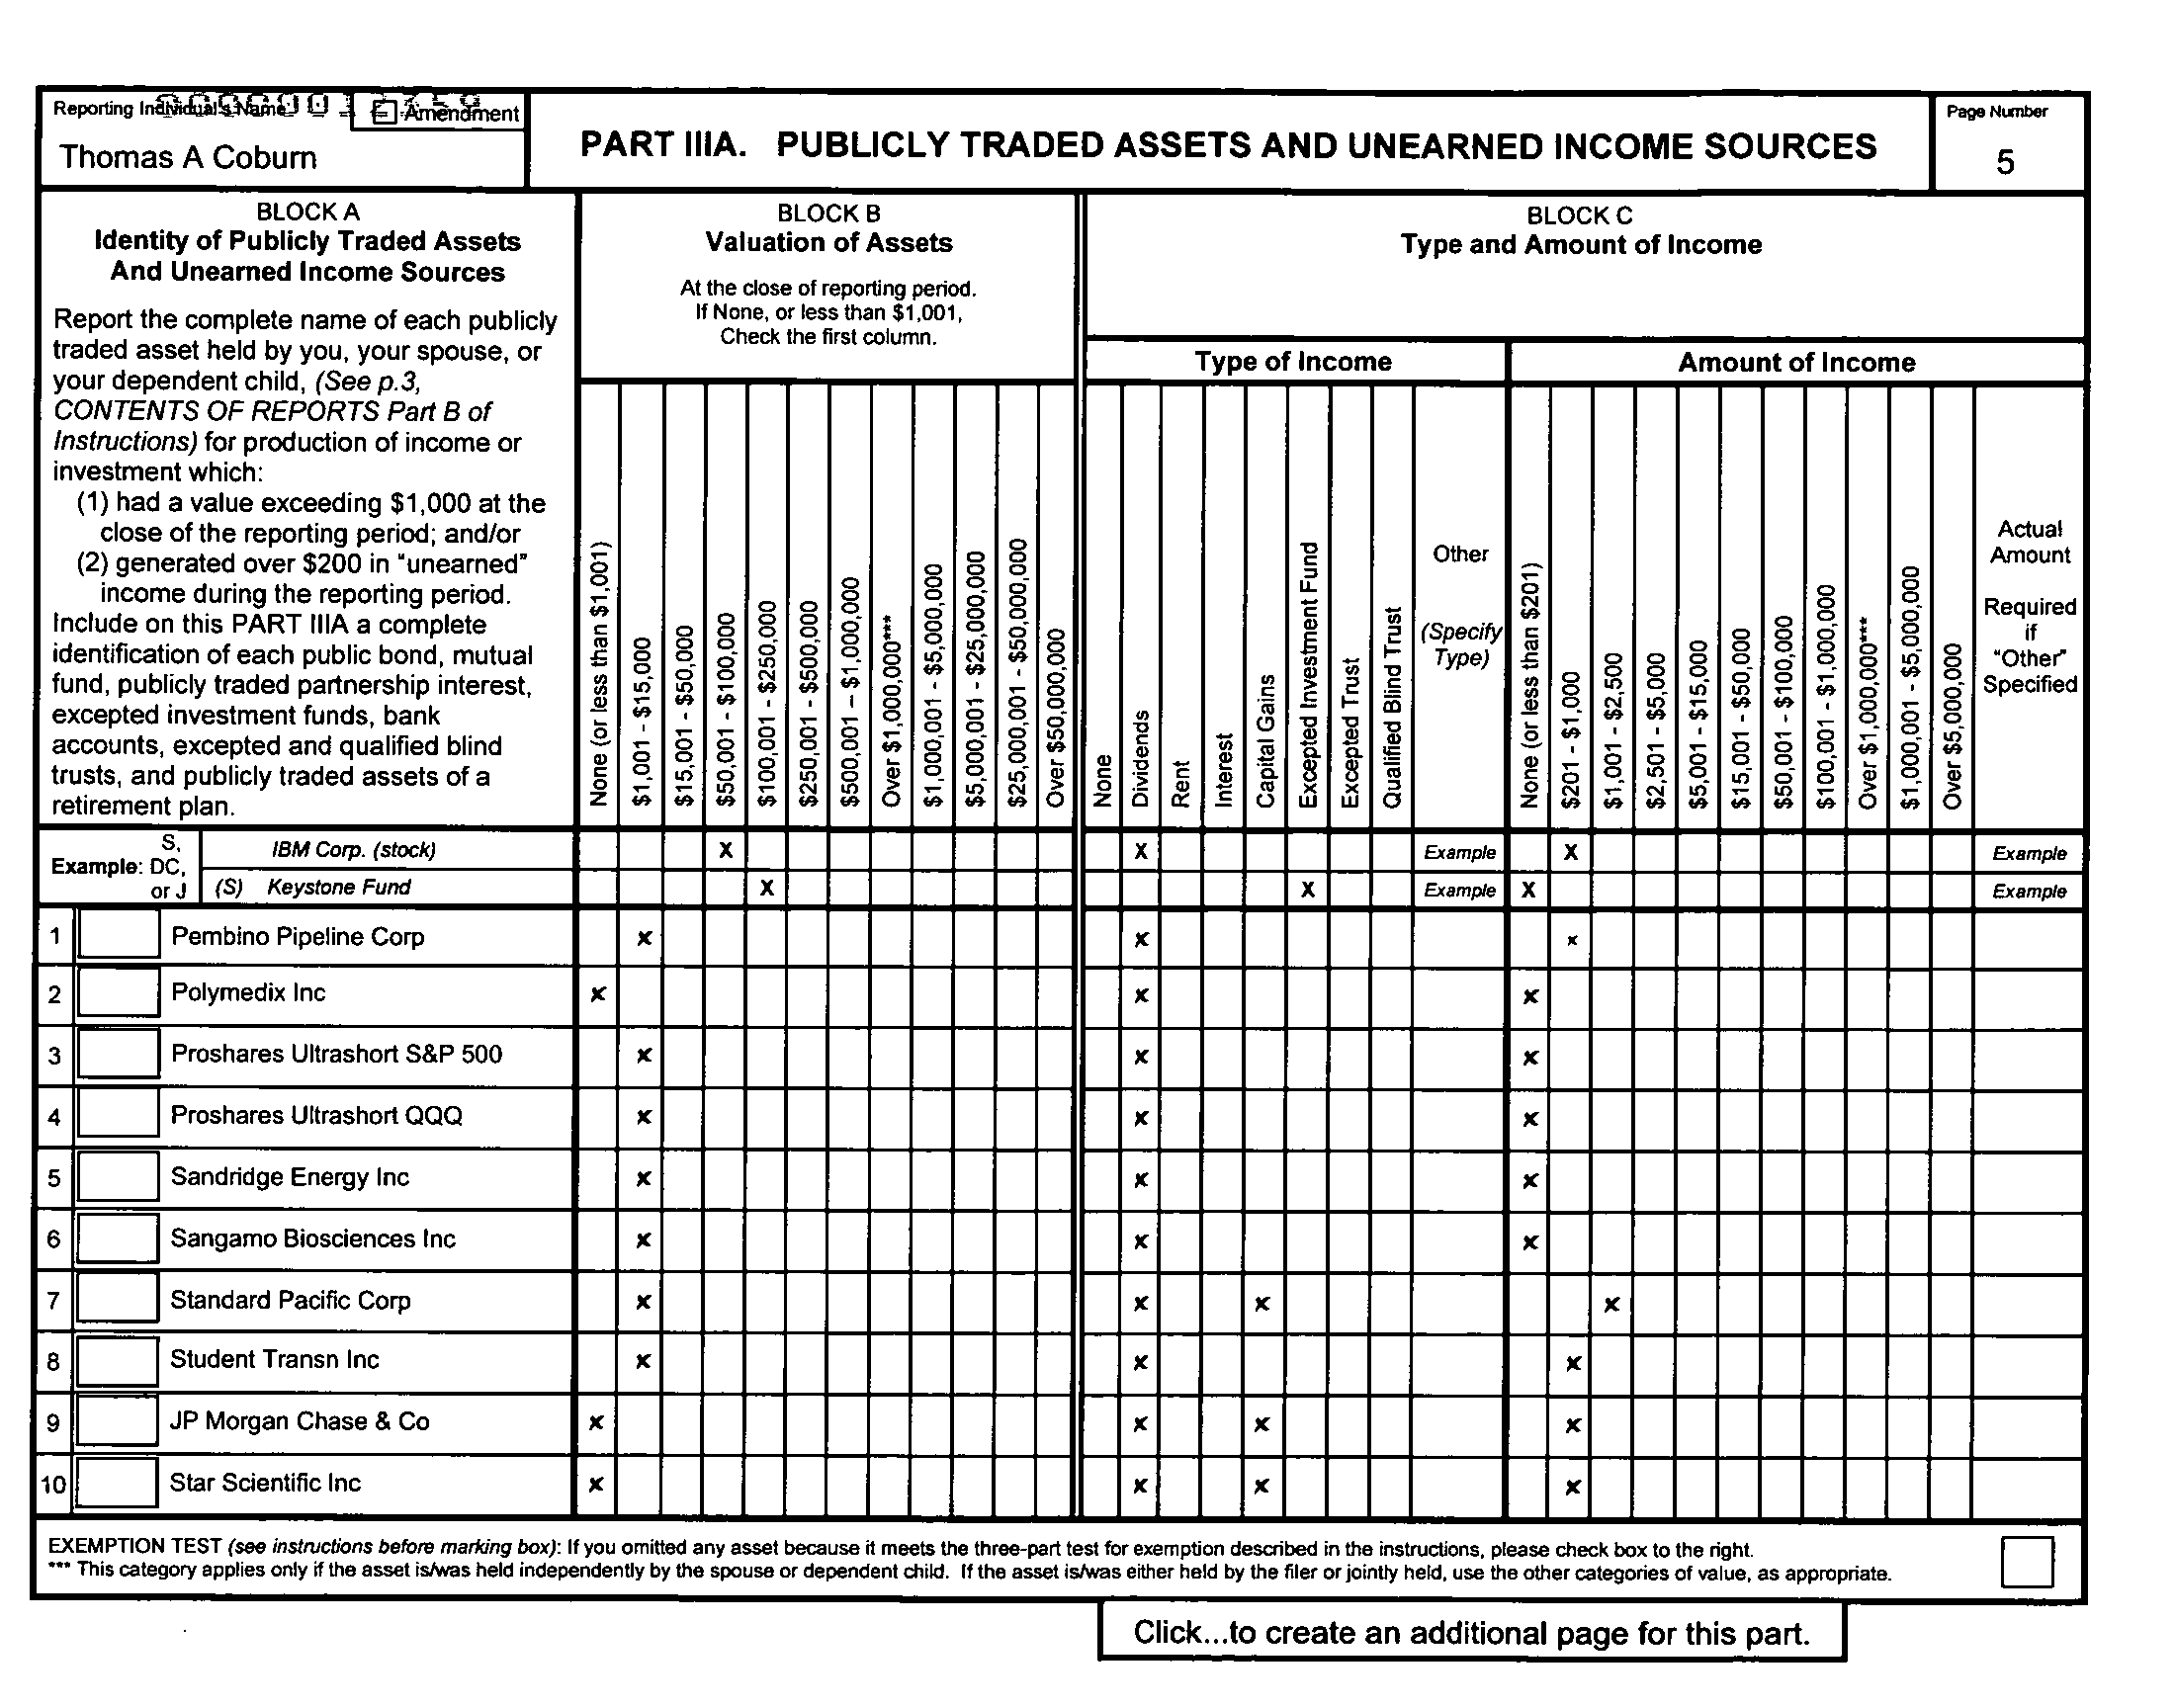 Reporting Individual's Name
Amendment
Thomas A Coburn
PART IIIA. PUBLICLY TRADED ASSETS AND UNEARNED INCOME SOURCES
Page Number
5
BLOCK A
Identity of Publicly Traded Assets
And Unearned Income Sources
Report the complete name of each publicly
traded asset held by you, your spouse, or
your dependent child, (See p.3,
CONTENTS OF REPORTS Part B of
Instructions) for production of income or
investment which:
(1) had a value exceeding $1,000 at the
close of the reporting period; and/or
(2) generated over $200 in "unearned"
income during the reporting period.
Include on this PART IIIA a complete
identification of each public bond, mutual
fund, publicly traded partnership interest,
excepted investment funds, bank
accounts, excepted and qualified blind
trusts, and publicly traded assets of a
retirement plan.
BLOCK B
Valuation of Assets
At the close of reporting period.
If None, or less than $1,001,
Check the first column.
None (or less than $1,001)
$1,001 - $15,000
$15,001 - $50,000
$50,001 - $100,000
$100,001 - $250,000
$250,001 - $500,000
$500,001 – $1,000,000
Over $1,000,000***
$1,000,001 - $5,000,000
$5,000,001 - $25,000,000
$25,000,001 - $50,000,000
Over $50,000,000
BLOCK C
Type and Amount of Income
Type of Income
None
Dividends
Rent
Interest
Capital Gains
Excepted Investment Fund
Excepted Trust
Qualified Blind Trust
Other
(Specify
Type)
Amount of Income
None (or less than $201)
$201 - $1,000
$1,001 - $2,500
$2,501 - $5,000
$5,001 - $15,000
$15,001 - $50,000
$50,001 - $100,000
$100,001 - $1,000,000
Over $1,000,000***
$1,000,001 - $5,000,000
Over $5,000,000
Actual
Amount
Required
if
"Other"
Specified
Example: S, DC, or J
IBM Corp. (stock) X X Example X Example
(S) Keystone Fund X X Example X Example
1 Pembino Pipeline Corp x x x
2 Polymedix Inc x x x
3 Proshares Ultrashort S&P 500 x x x
4 Proshares Ultrashort QQQ x x x
5 Sandridge Energy Inc x x x
6 Sangamo Biosciences Inc x x x
7 Standard Pacific Corp x x x x
8 Student Transn Inc x x x
9 JP Morgan Chase & Co x x x x
10 Star Scientific Inc x x x x
EXEMPTION TEST (see instructions before marking box): If you omitted any asset because it meets the three-part test for exemption described in the instructions, please check box to the right.
*** This category applies only if the asset is/was held independently by the spouse or dependent child. If the asset is/was either held by the filer or jointly held, use the other categories of value, as appropriate.
Click...to create an additional page for this part.